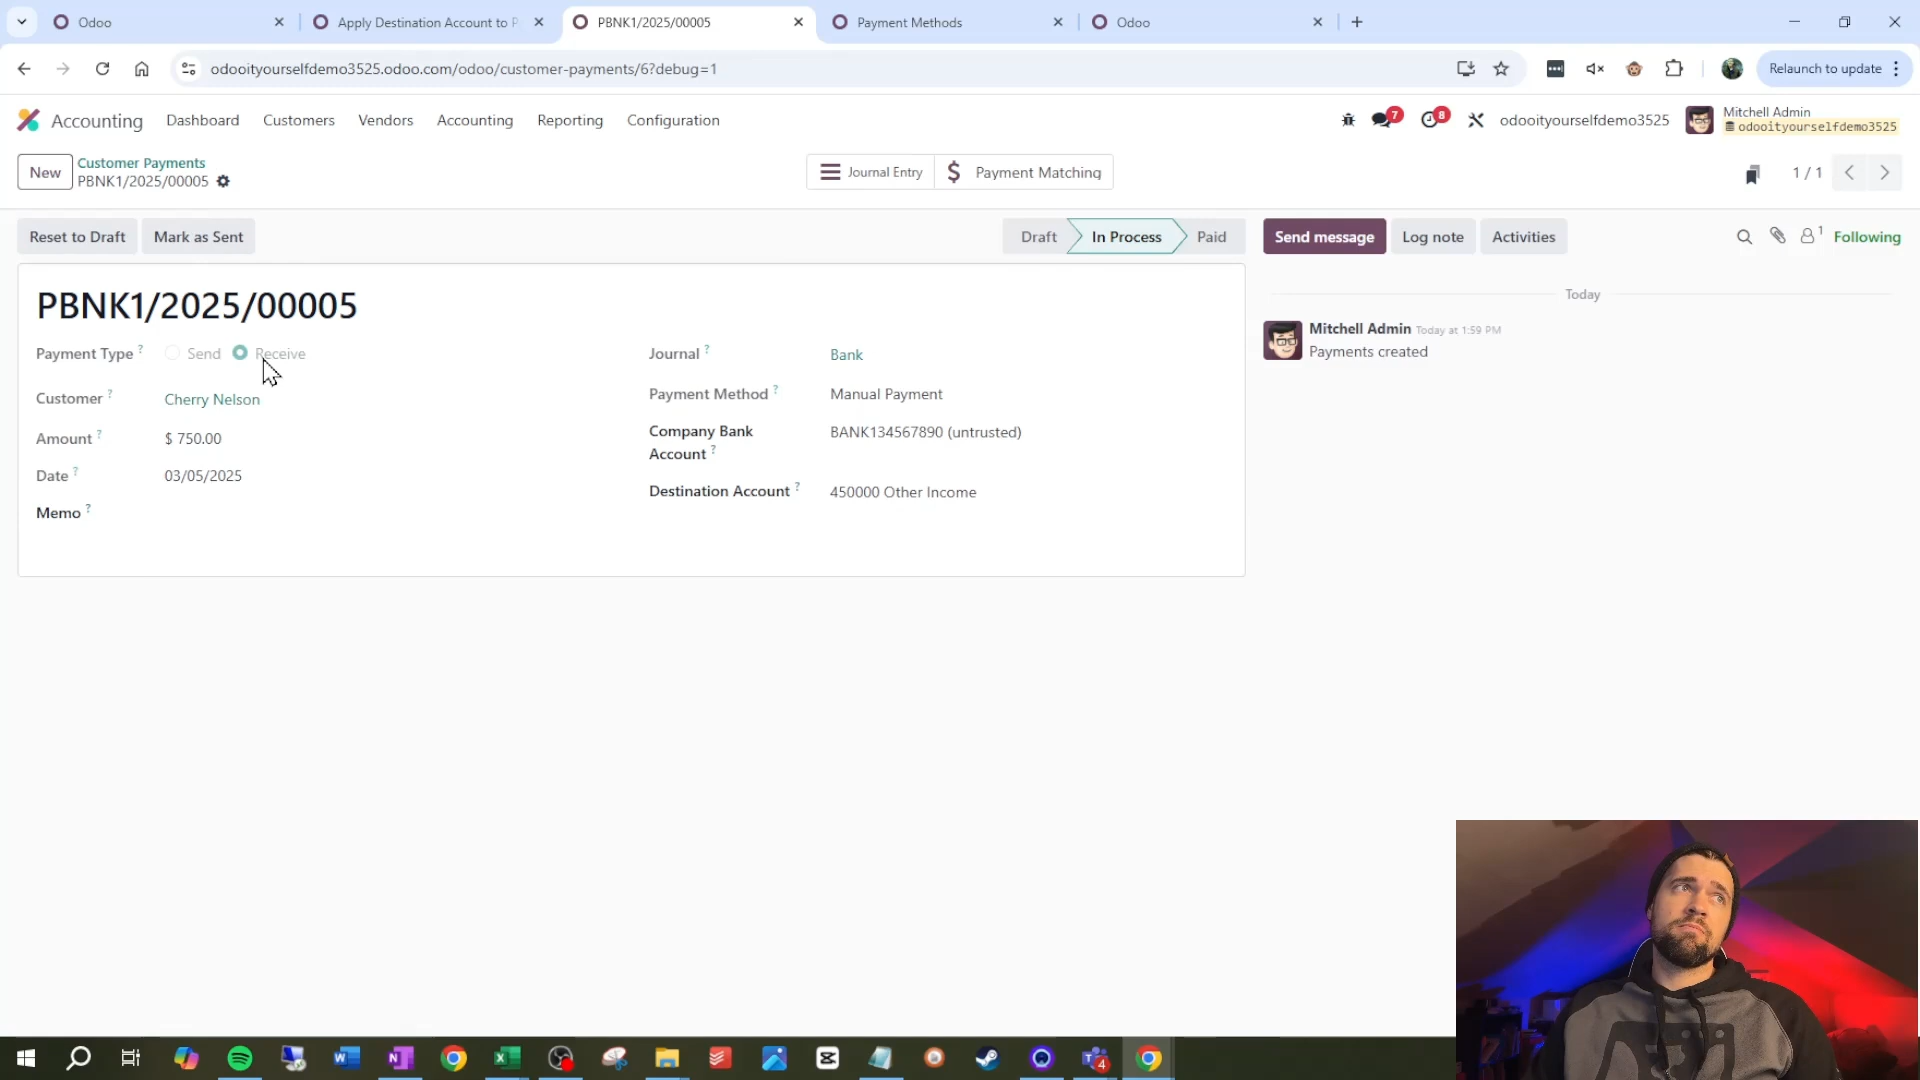 Odoo
Apply Destination Account to P
PBNK1/2025/00005
Payment Methods
Odoo
odooityourselfdemo3525.odoo.com/odoo/customer-payments/6?debug=1
Relaunch to update
Accounting
Dashboard
Customers
Vendors
Accounting
Reporting
Configuration
7
8
odooityourselfdemo3525
Mitchell Admin
odooityourselfdemo3525
New
Customer Payments
PBNK1/2025/00005
Journal Entry
$ Payment Matching
1 / 1
Reset to Draft
Mark as Sent
Draft
In Process
Paid
Send message
Log note
Activities
1
Following
PBNK1/2025/00005
Payment Type ?
Send
Receive
Customer ?
Cherry Nelson
Amount ?
$ 750.00
Date ?
03/05/2025
Memo ?
Journal ?
Bank
Payment Method ?
Manual Payment
Company Bank
Account ?
BANK134567890 (untrusted)
Destination Account ?
450000 Other Income
Today
Mitchell Admin Today at 1:59 PM
Payments created
4